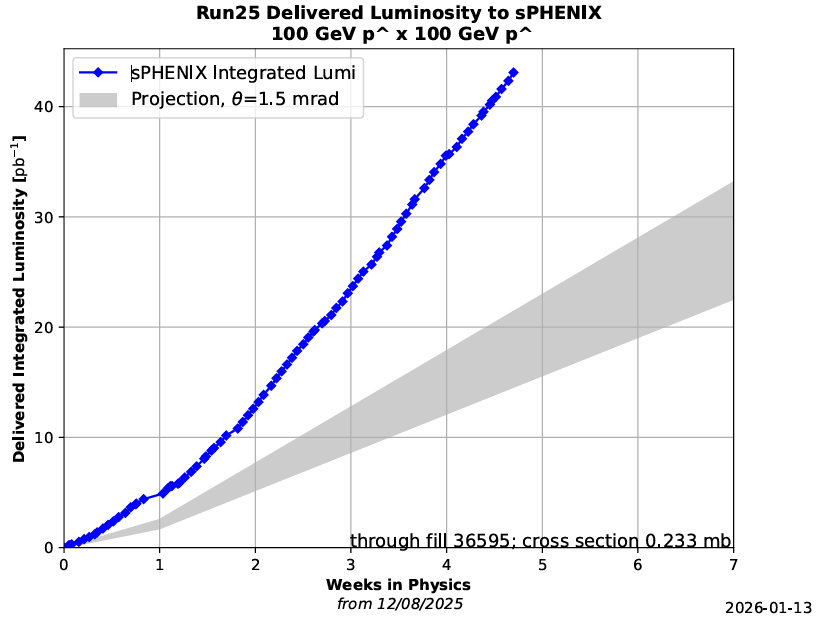 Run25 Delivered Luminosity to sPHENIX
100 GeV p^ x 100 GeV p^
sPHENIX Integrated Lumi
Projection, θ=1.5 mrad
Delivered Integrated Luminosity [pb⁻¹]
40
30
20
10
0
through fill 36595; cross section 0.233 mb
0 1 2 3 4 5 6 7
Weeks in Physics
from 12/08/2025
2026-01-13